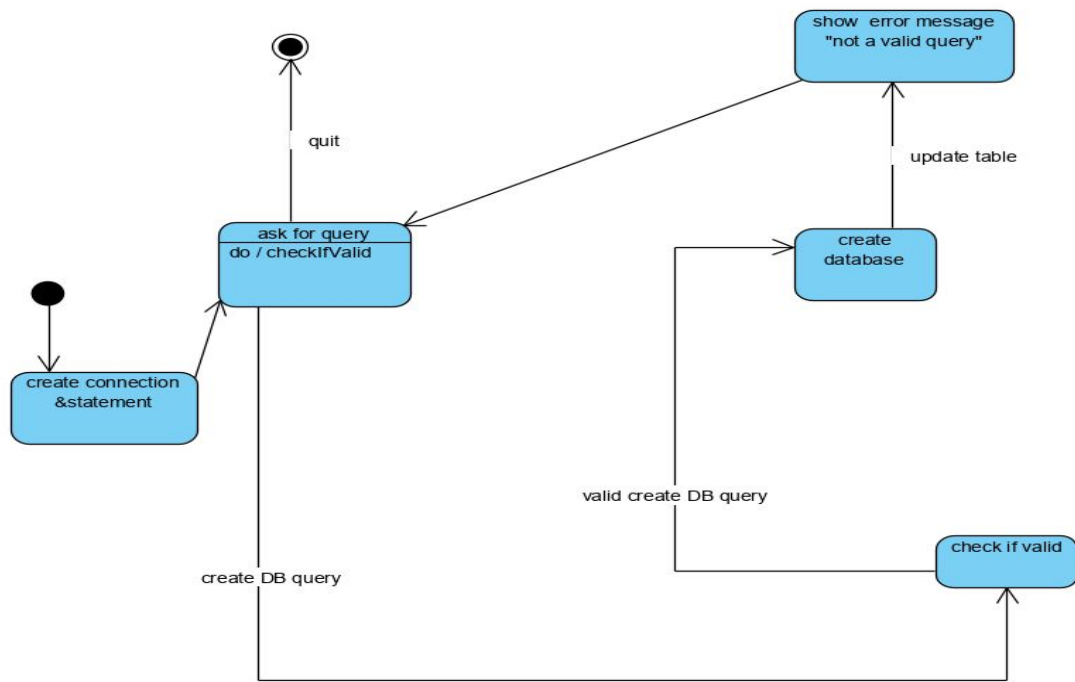 show error message
"not a valid query"
quit
update table
ask for query
do / checkIfValid
create
database
create connection
&statement
valid create DB query
check if valid
create DB query